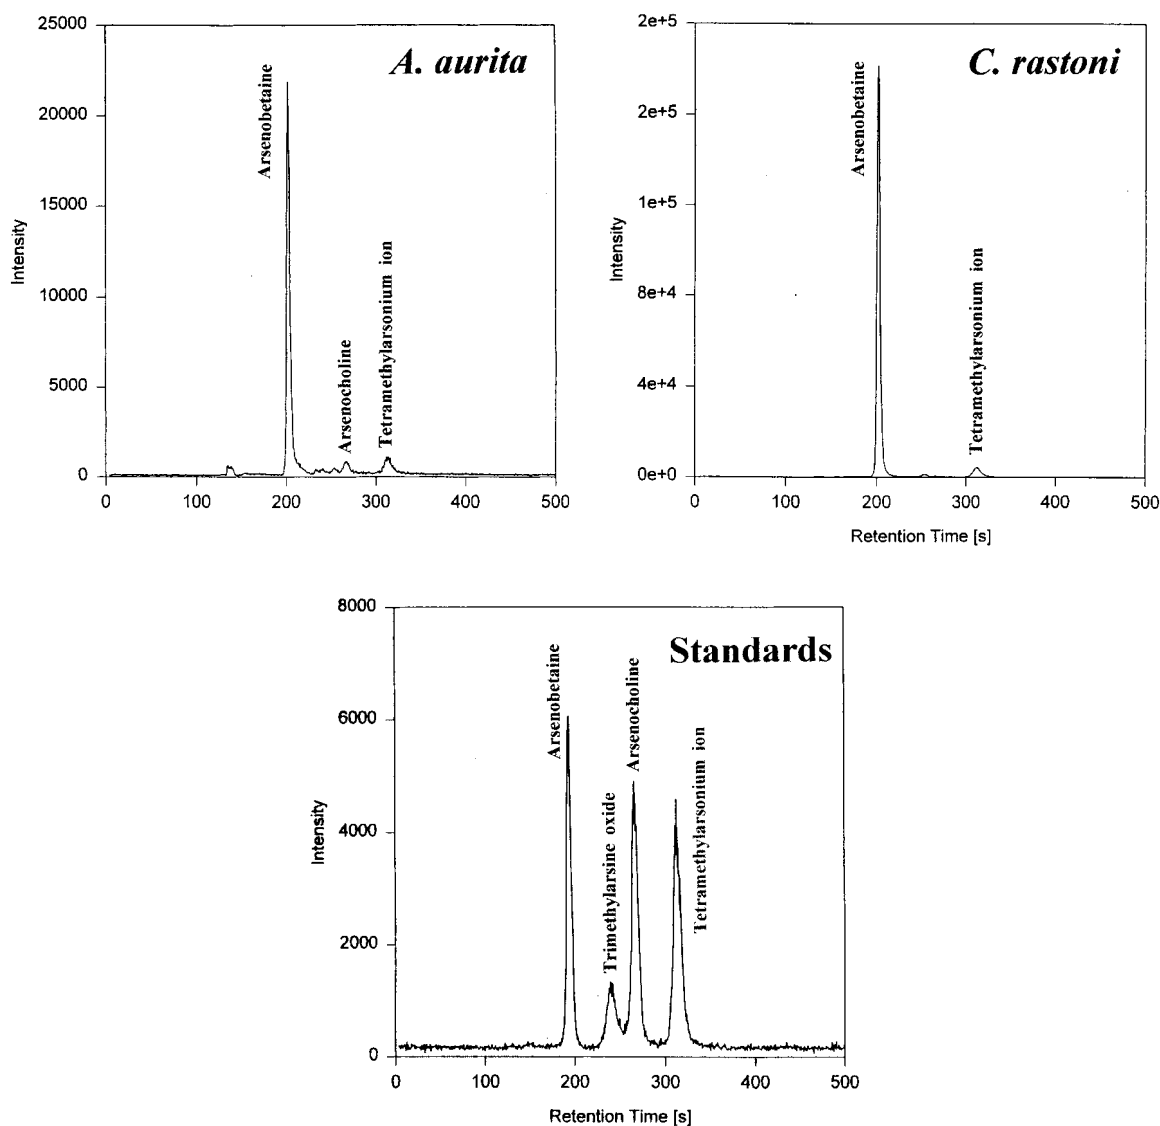 A. aurita
25000
20000
15000
10000
5000
0
Intensity
Arsenobetaine
Arsenocholine
Tetramethylarsonium ion
0 100 200 300 400 500
C. rastoni
2e+5
2e+5
1e+5
8e+4
4e+4
0e+0
Intensity
Arsenobetaine
Tetramethylarsonium ion
0 100 200 300 400 500
Retention Time [s]
Standards
8000
6000
4000
2000
0
Intensity
Arsenobetaine
Trimethylarsine oxide
Arsenocholine
Tetramethylarsonium ion
0 100 200 300 400 500
Retention Time [s]